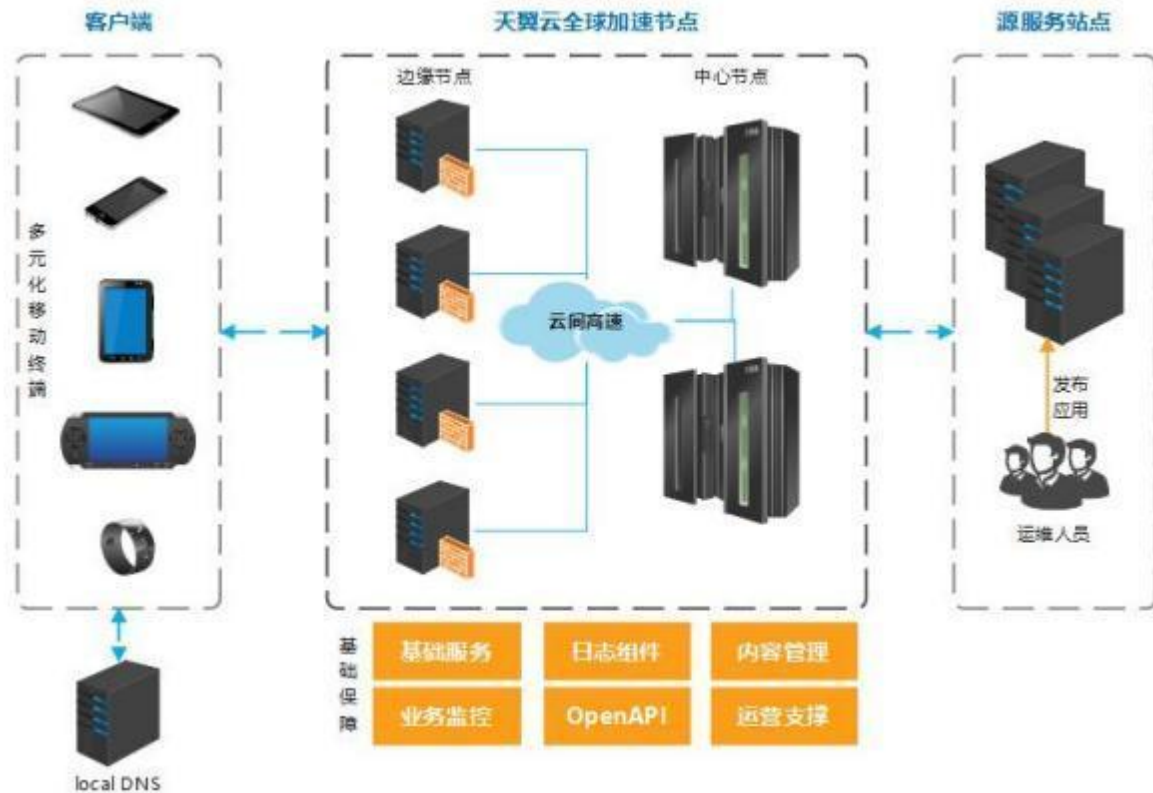 客户端
天翼云全球加速节点
源服务站点
多元化移动终端
边缘节点
中心节点
云间高速
发布
应用
运维人员
local DNS
基础保障
基础服务
日志组件
内容管理
业务监控
OpenAPI
运营支撑